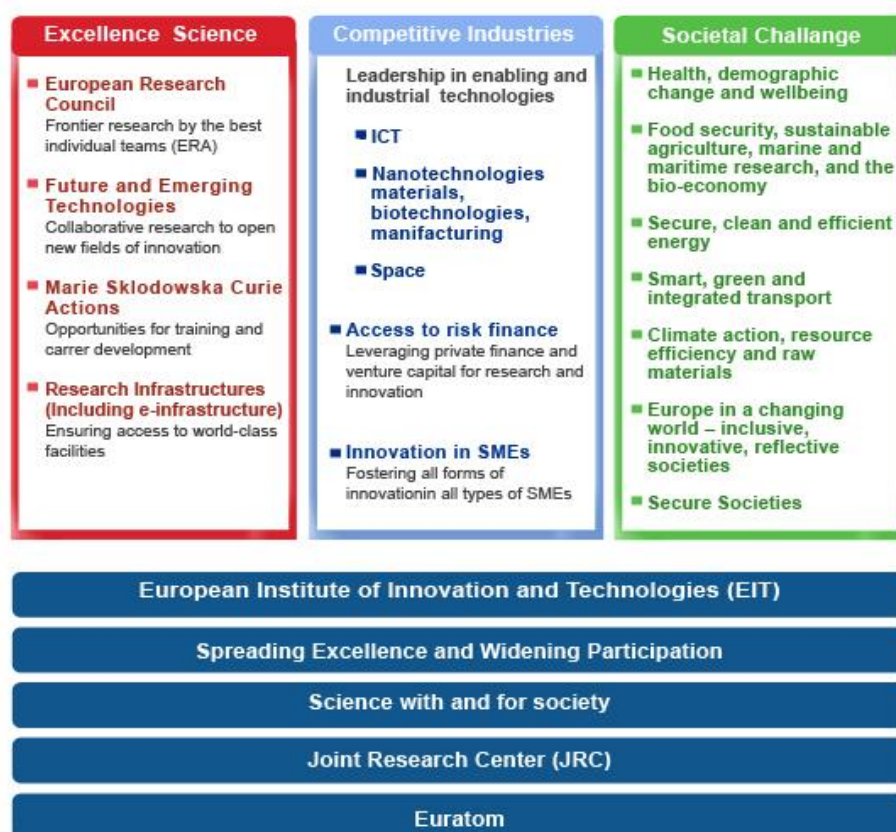 Excellence Science
European Research
Council
Frontier research by the best
individual teams (ERA)
Future and Emerging
Technologies
Collaborative research to open
new fields of innovation
Marie Sklodowska Curie
Actions
Opportunities for training and
carrer development
Research Infrastructures
(Including e-infrastructure)
Ensuring access to world-class
facilities
Competitive Industries
Leadership in enabling and
industrial technologies
ICT
Nanotechnologies
materials,
biotechnologies,
manifacturing
Space
Access to risk finance
Leveraging private finance and
venture capital for research and
innovation
Innovation in SMEs
Fostering all forms of
innovationin all types of SMEs
Societal Challange
Health, demographic
change and wellbeing
Food security, sustainable
agriculture, marine and
maritime research, and the
bio-economy
Secure, clean and efficient
energy
Smart, green and
integrated transport
Climate action, resource
efficiency and raw
materials
Europe in a changing
world – inclusive,
innovative, reflective
societies
Secure Societies
European Institute of Innovation and Technologies (EIT)
Spreading Excellence and Widening Participation
Science with and for society
Joint Research Center (JRC)
Euratom